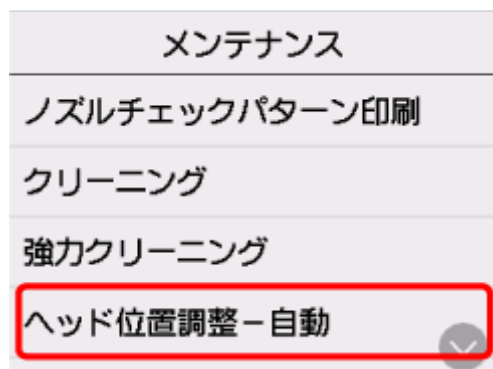 メンテナンス
ノズルチェックパターン印刷
クリーニング
強力クリーニング
ヘッド位置調整－自動